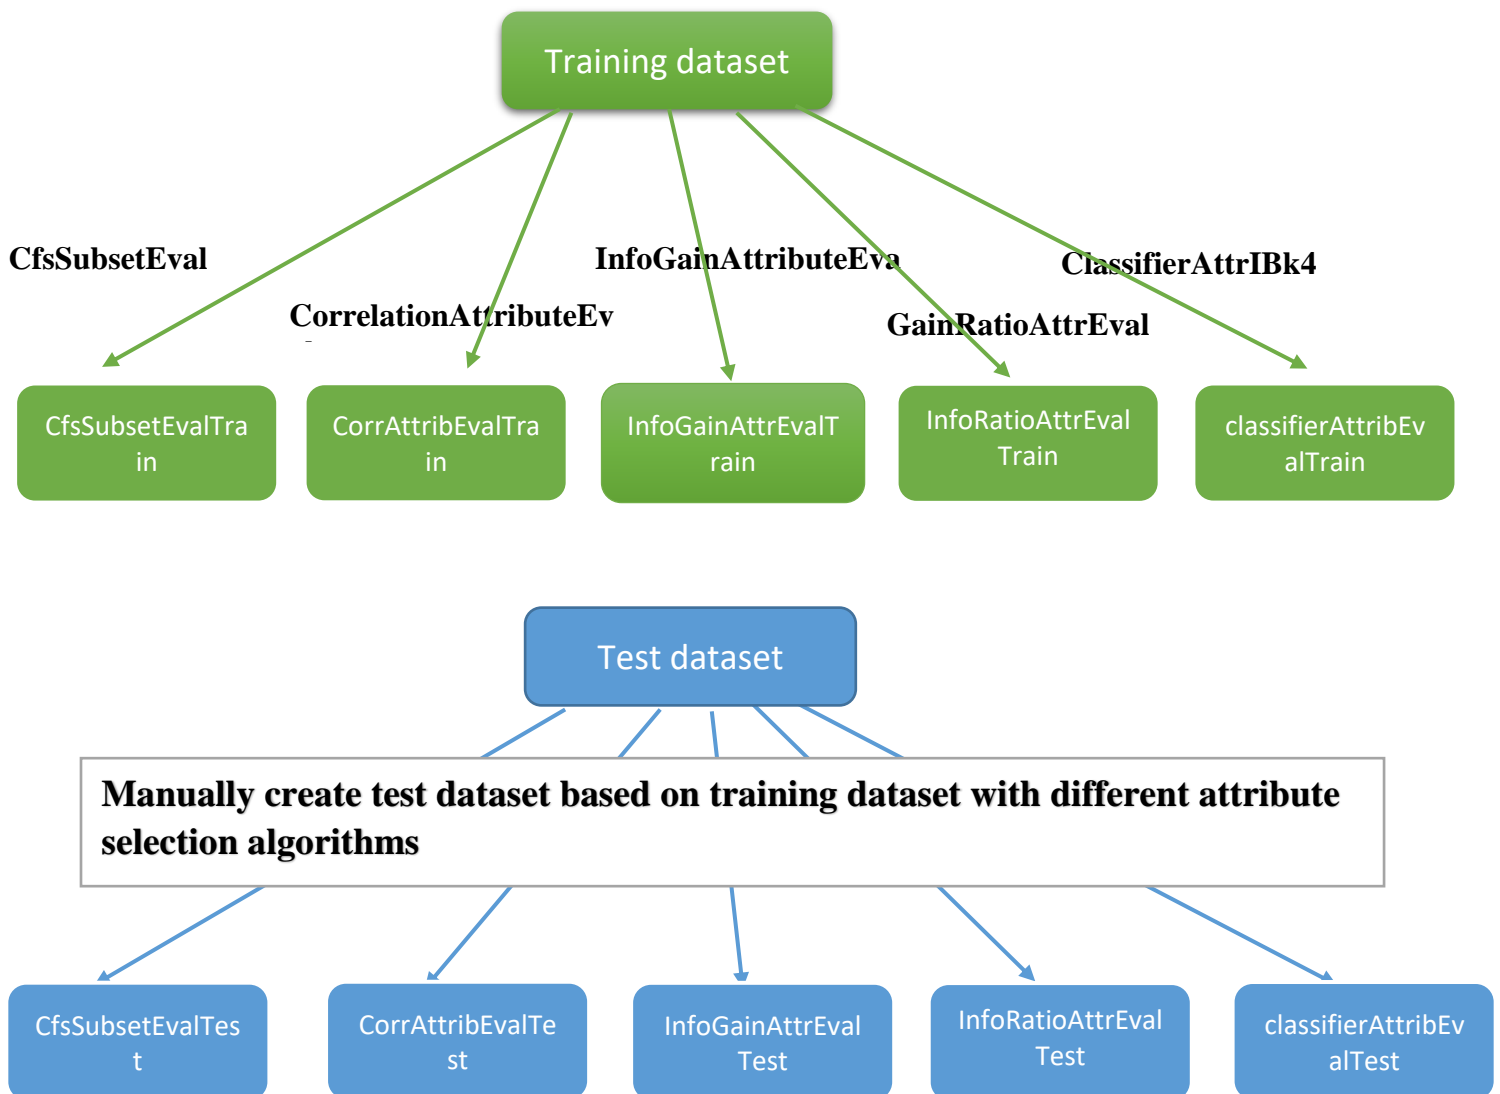 Training dataset
CfsSubsetEval
InfoGainAttributeEva
ClassifierAttrIBk4
CorrelationAttributeEv
GainRatioAttrEval
CfsSubsetEvalTra
in
CorrAttribEvalTra
in
InfoGainAttrEvalT
rain
InfoRatioAttrEval
Train
classifierAttribEv
alTrain
Test dataset
Manually create test dataset based on training dataset with different attribute
selection algorithms
CfsSubsetEvalTes
t
CorrAttribEvalTe
st
InfoGainAttrEval
Test
InfoRatioAttrEval
Test
classifierAttribEv
alTest